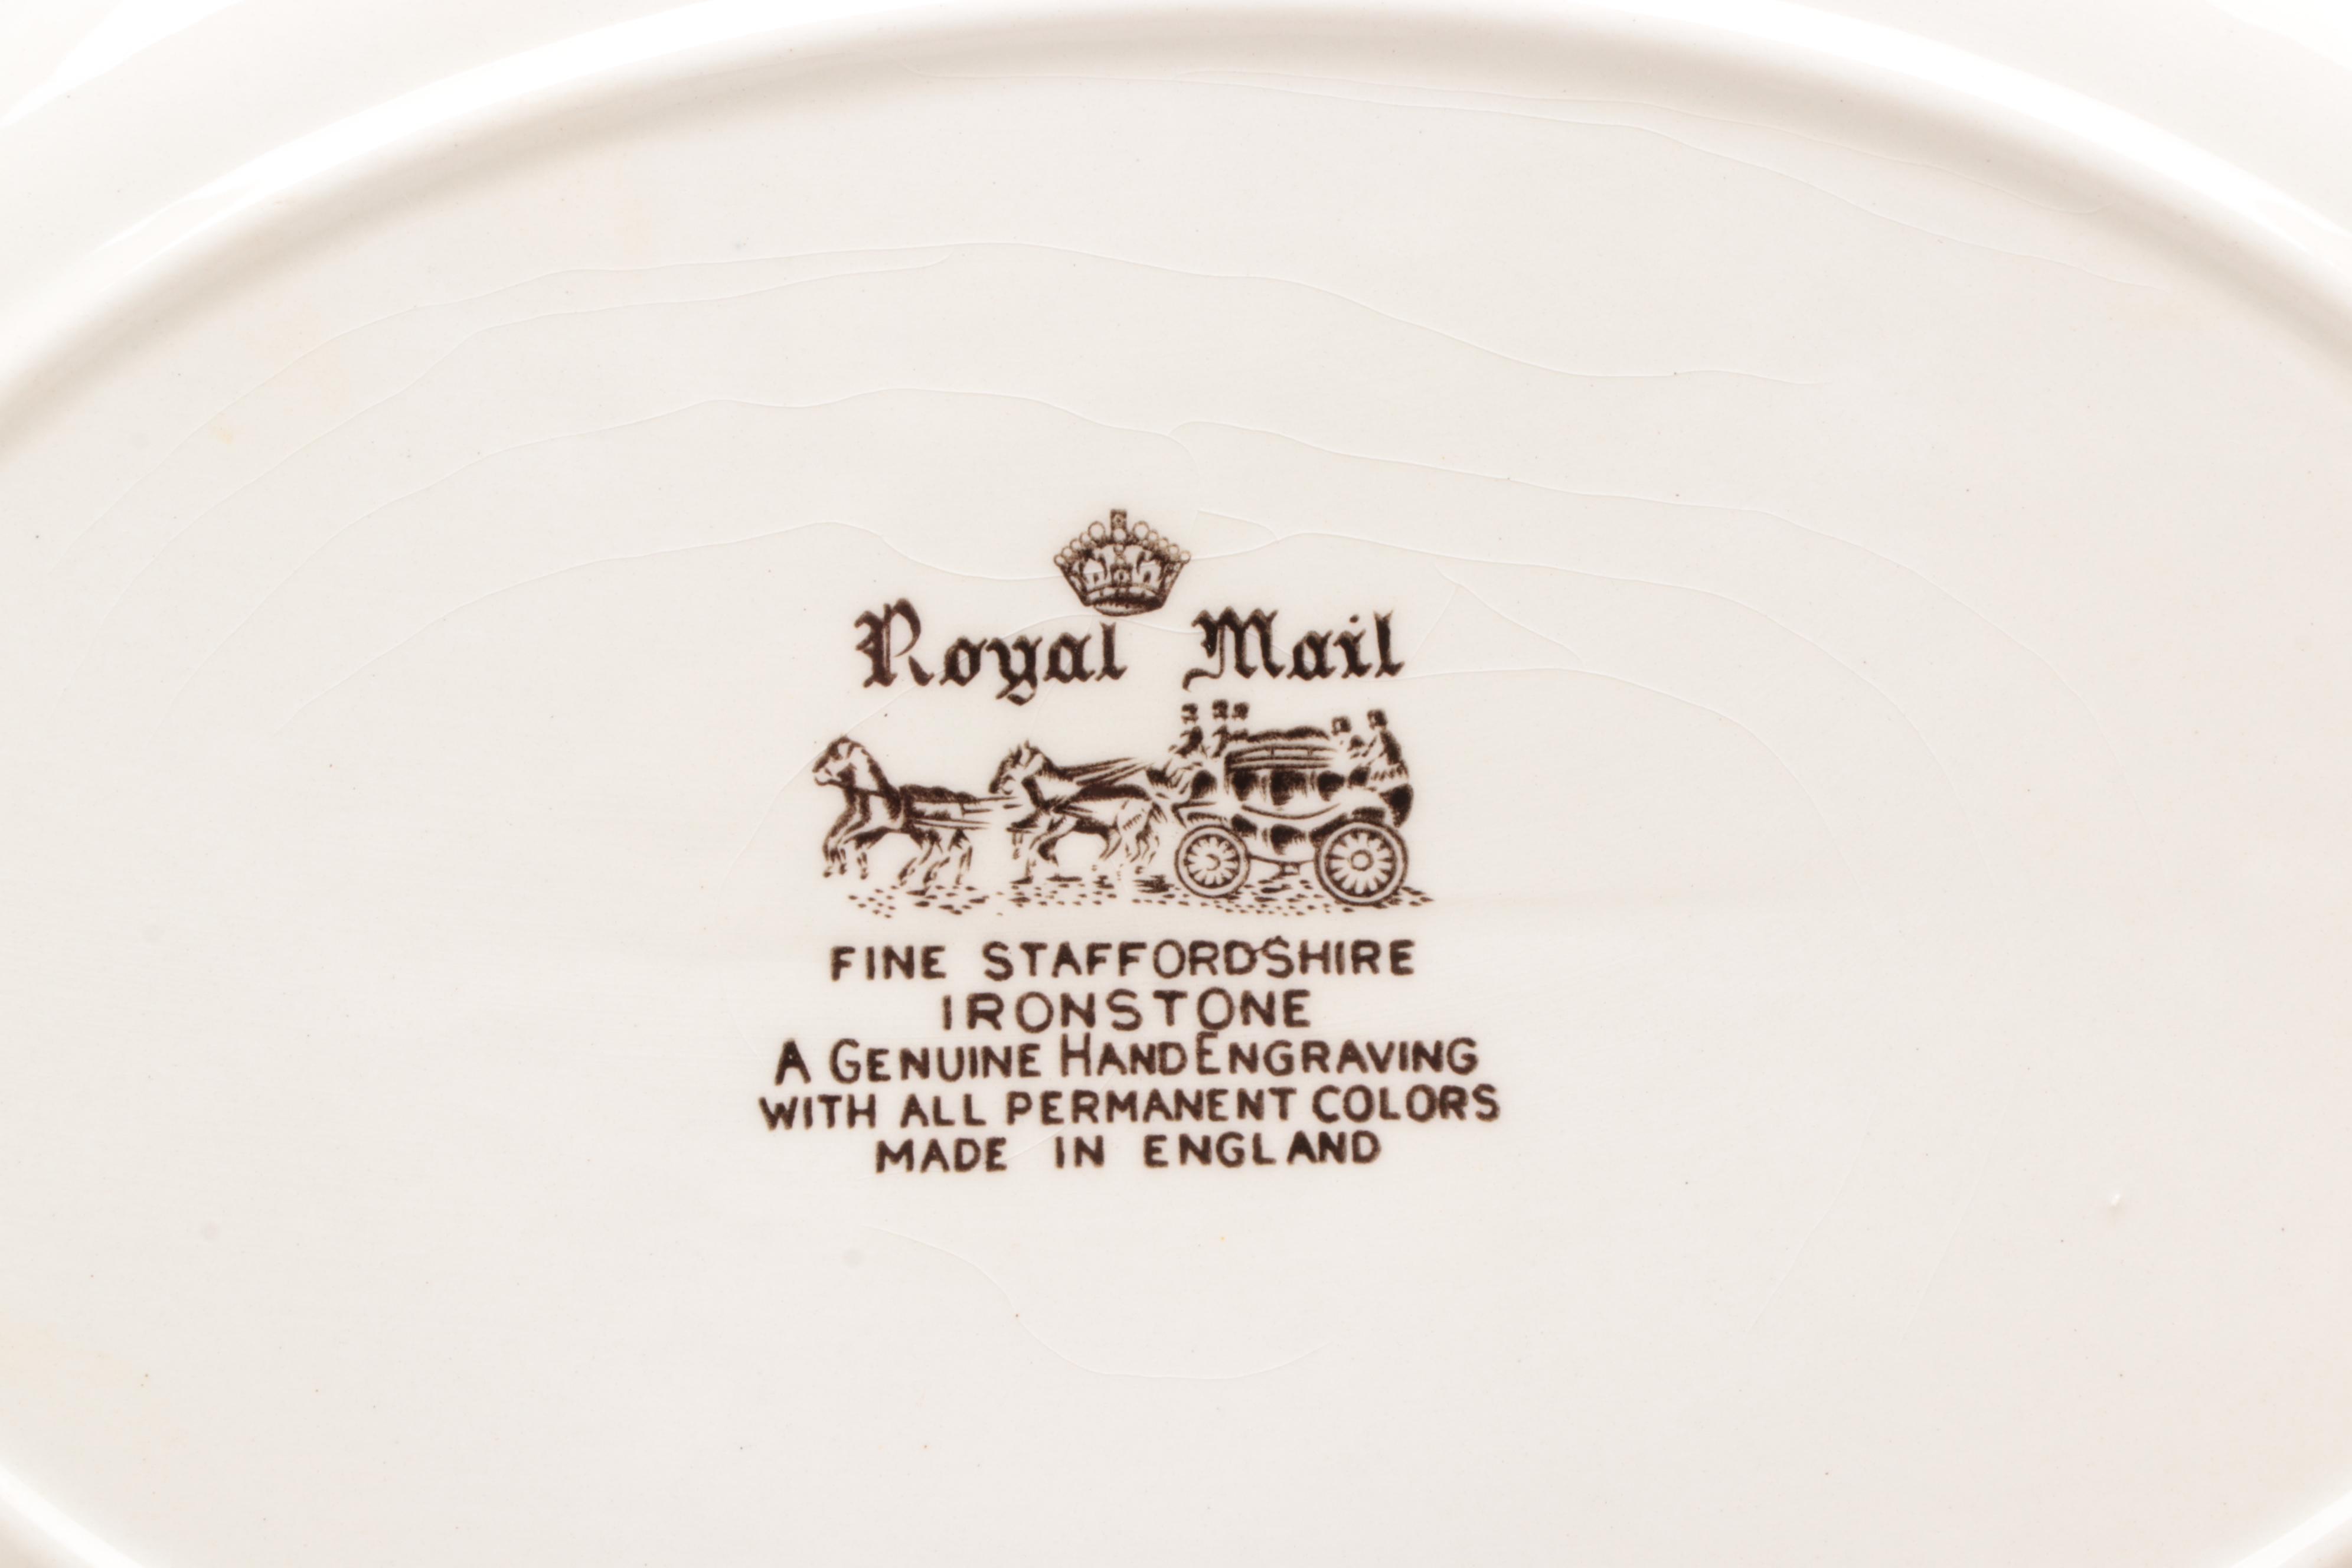 Royal Mail
FINE STAFFORDSHIRE
IRONSTONE
A GENUINE HAND ENGRAVING
WITH ALL PERMANENT COLORS
MADE IN ENGLAND